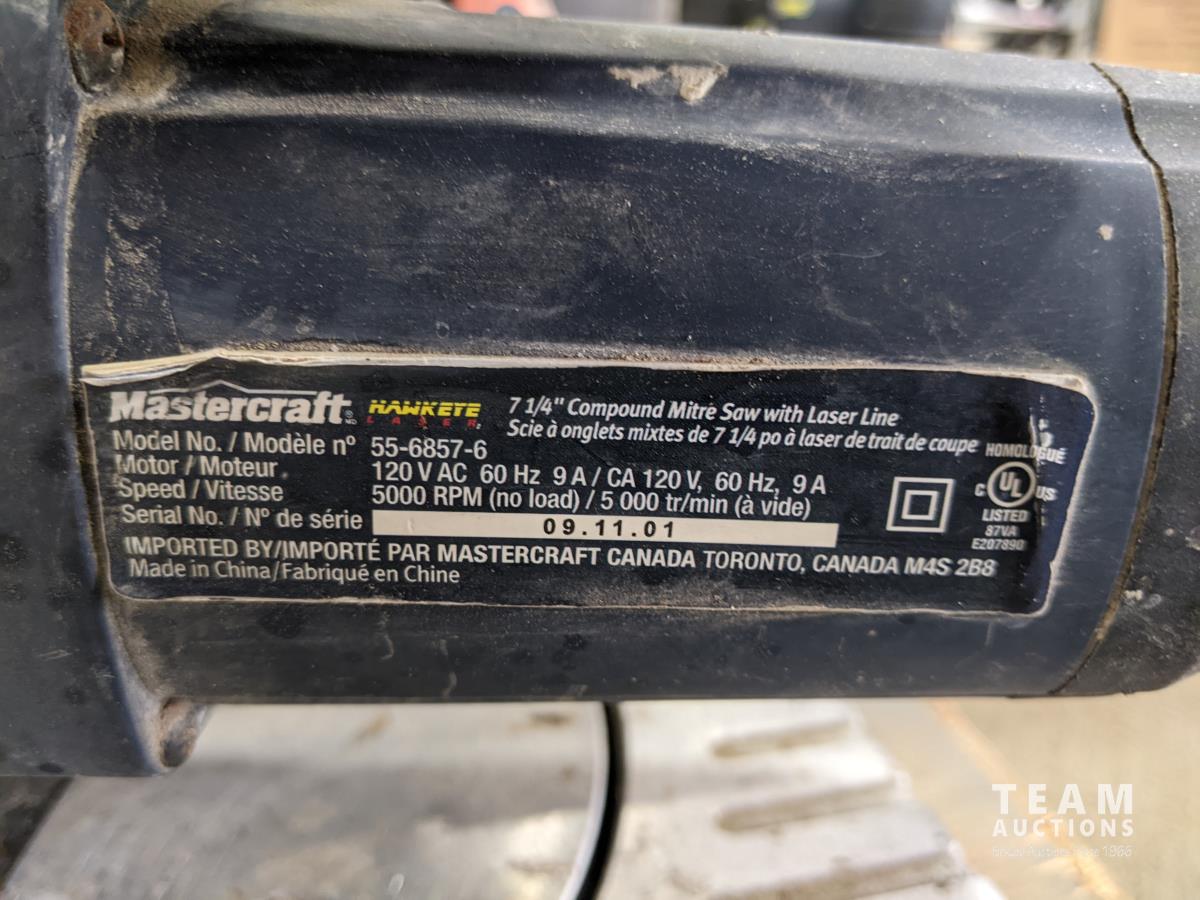 Mastercraft® MD HAWKEYE LASER 7 1/4" Compound Mitre Saw with Laser Line
Scie à onglets mixtes de 7 1/4 po à laser de trait de coupe
Model No. / Modèle nº 55-6857-6
Motor / Moteur 120 V AC 60 Hz 9 A / CA 120 V, 60 Hz, 9 A
Speed / Vitesse 5000 RPM (no load) / 5 000 tr/min (à vide)
Serial No. / Nº de série 09.11.01
IMPORTED BY/IMPORTÉ PAR MASTERCRAFT CANADA TORONTO, CANADA M4S 2B8
Made in China/Fabriqué en Chine
HOMOLOGUÉ
C UL US
LISTED
87VA
E207890
TEAM
AUCTIONS
1966